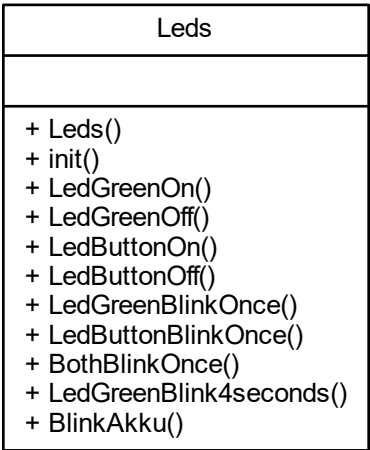 Leds
+ Leds()
+ init()
+ LedGreenOn()
+ LedGreenOff()
+ LedButtonOn()
+ LedButtonOff()
+ LedGreenBlinkOnce()
+ LedButtonBlinkOnce()
+ BothBlinkOnce()
+ LedGreenBlink4seconds()
+ BlinkAkku()